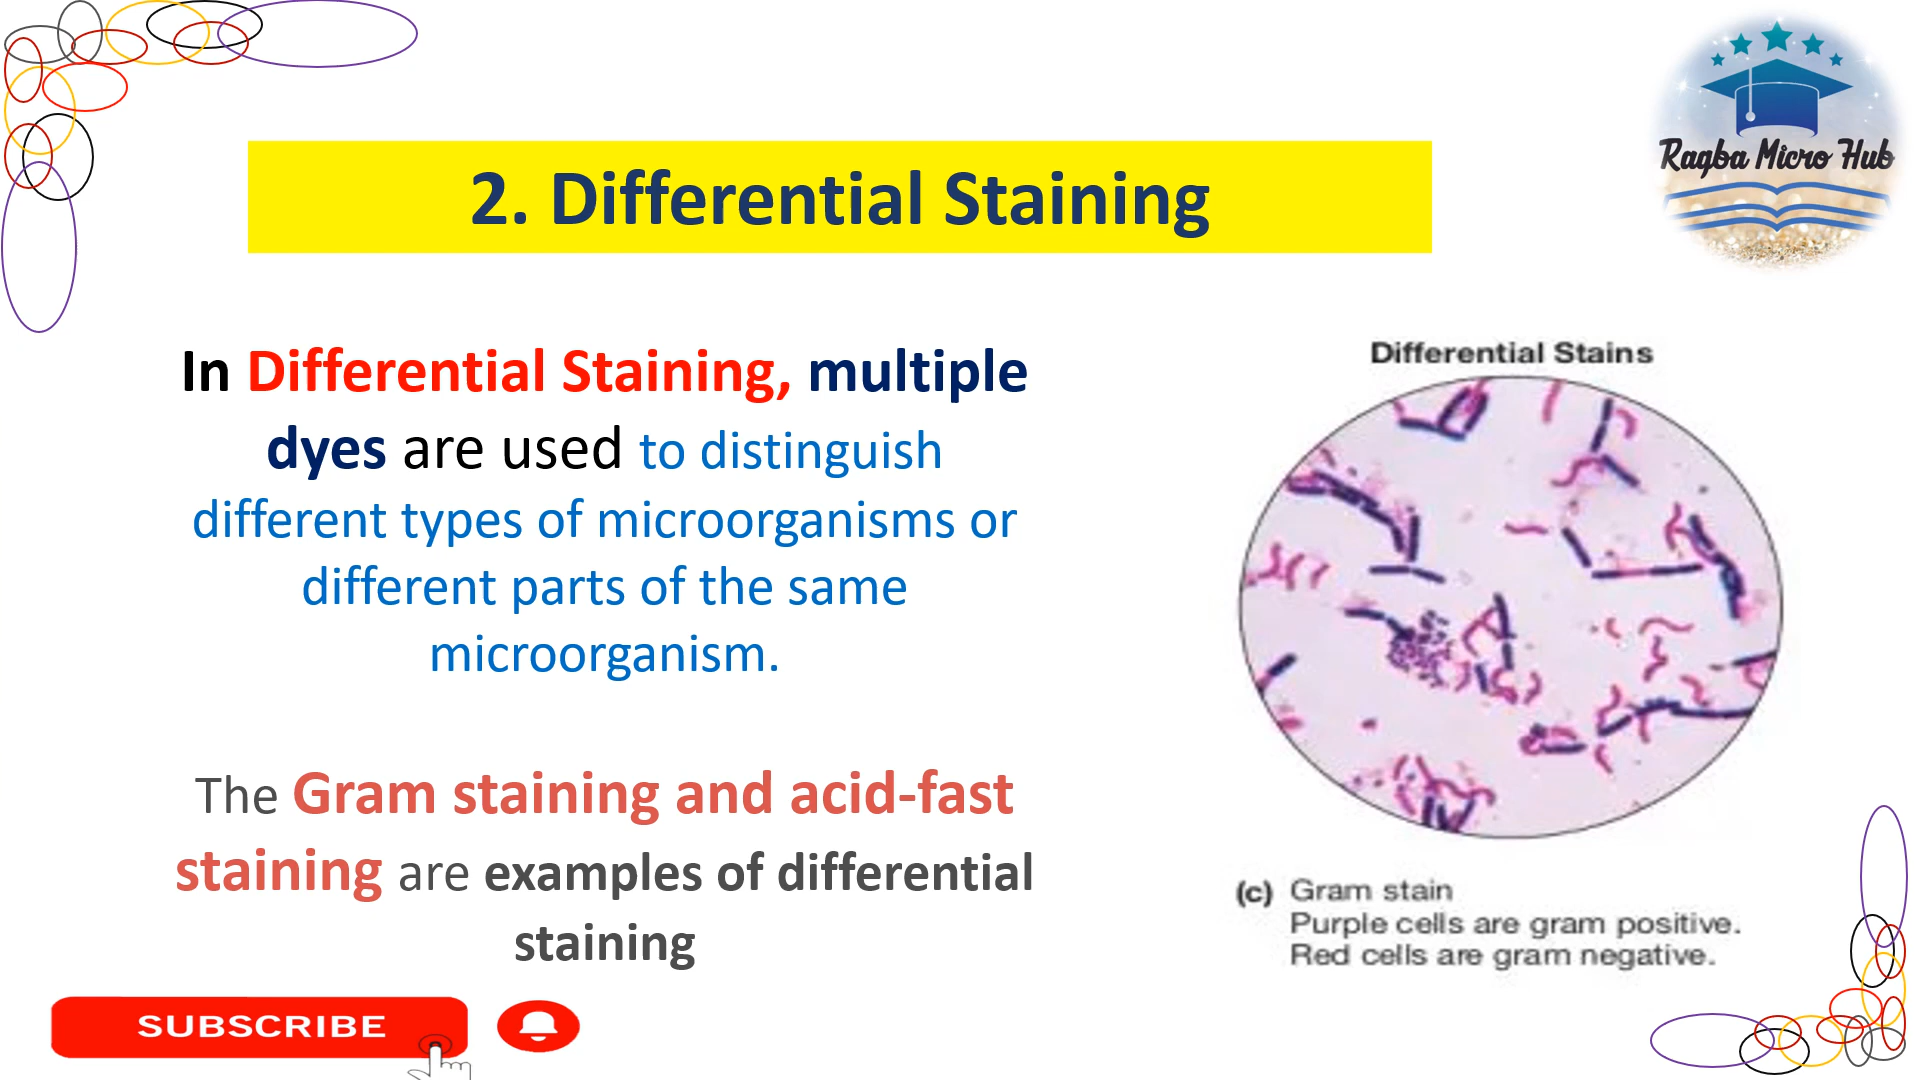 Ragba Micro Hub
2. Differential Staining
In Differential Staining, multiple
dyes are used to distinguish
different types of microorganisms or
different parts of the same
microorganism.
The Gram staining and acid-fast
staining are examples of differential
staining
Differential Stains
(c) Gram stain
Purple cells are gram positive.
Red cells are gram negative.
SUBSCRIBE